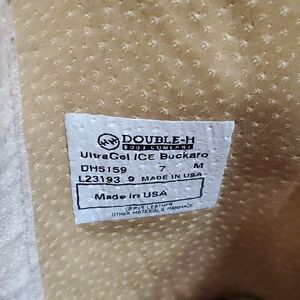 DOUBLE-H
BOOT COMPANY
UltraGel ICE Buckaro
DH5159 7 M
L23193 9 MADE IN USA
Made in USA
UPPER LEATHER
OTHER MATERIALS MANMADE